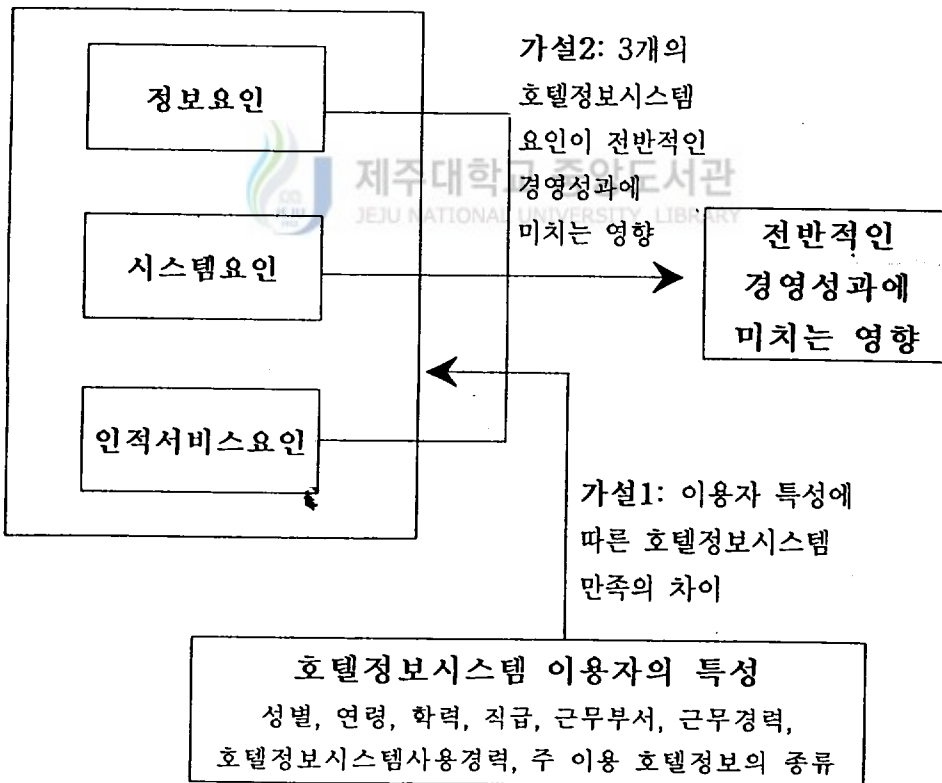 정보요인
시스템요인
인적서비스요인
가설2: 3개의
호텔정보시스템
요인이 전반적인
경영성과에
미치는 영향
제주대학교 중앙도서관
JEJU NATIONAL UNIVERSITY LIBRARY
전반적인
경영성과에
미치는 영향
가설1: 이용자 특성에
따른 호텔정보시스템
만족의 차이
호텔정보시스템 이용자의 특성
성별, 연령, 학력, 직급, 근무부서, 근무경력,
호텔정보시스템사용경력, 주 이용 호텔정보의 종류